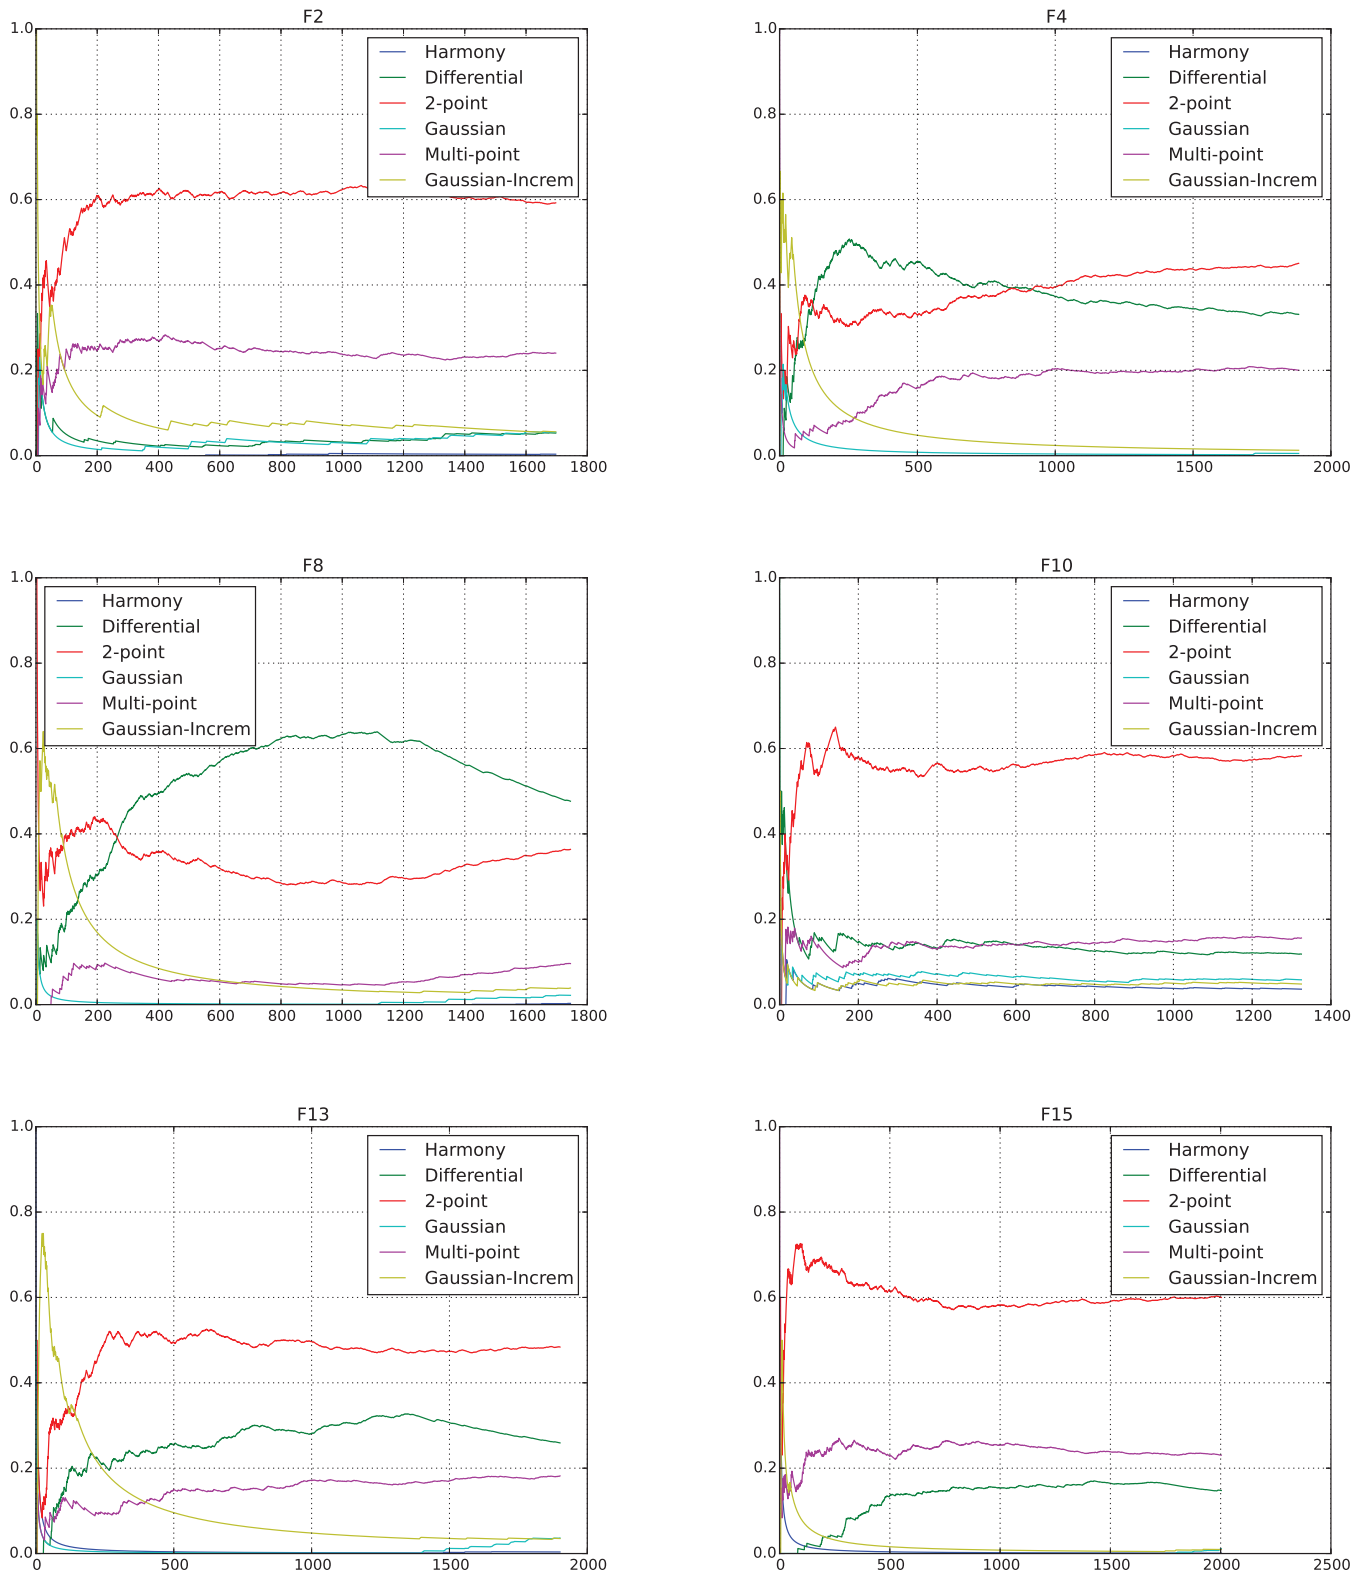 F2
1.0
0.8
0.6
0.4
0.2
0.0
0 200 400 600 800 1000 1200 1400 1600 1800
Harmony
Differential
2-point
Gaussian
Multi-point
Gaussian-Increm
F4
1.0
0.8
0.6
0.4
0.2
0.0
0 500 1000 1500 2000
Harmony
Differential
2-point
Gaussian
Multi-point
Gaussian-Increm
F8
1.0
0.8
0.6
0.4
0.2
0.0
0 200 400 600 800 1000 1200 1400 1600 1800
Harmony
Differential
2-point
Gaussian
Multi-point
Gaussian-Increm
F10
1.0
0.8
0.6
0.4
0.2
0.0
0 200 400 600 800 1000 1200 1400
Harmony
Differential
2-point
Gaussian
Multi-point
Gaussian-Increm
F13
1.0
0.8
0.6
0.4
0.2
0.0
0 500 1000 1500 2000
Harmony
Differential
2-point
Gaussian
Multi-point
Gaussian-Increm
F15
1.0
0.8
0.6
0.4
0.2
0.0
0 500 1000 1500 2000 2500
Harmony
Differential
2-point
Gaussian
Multi-point
Gaussian-Increm